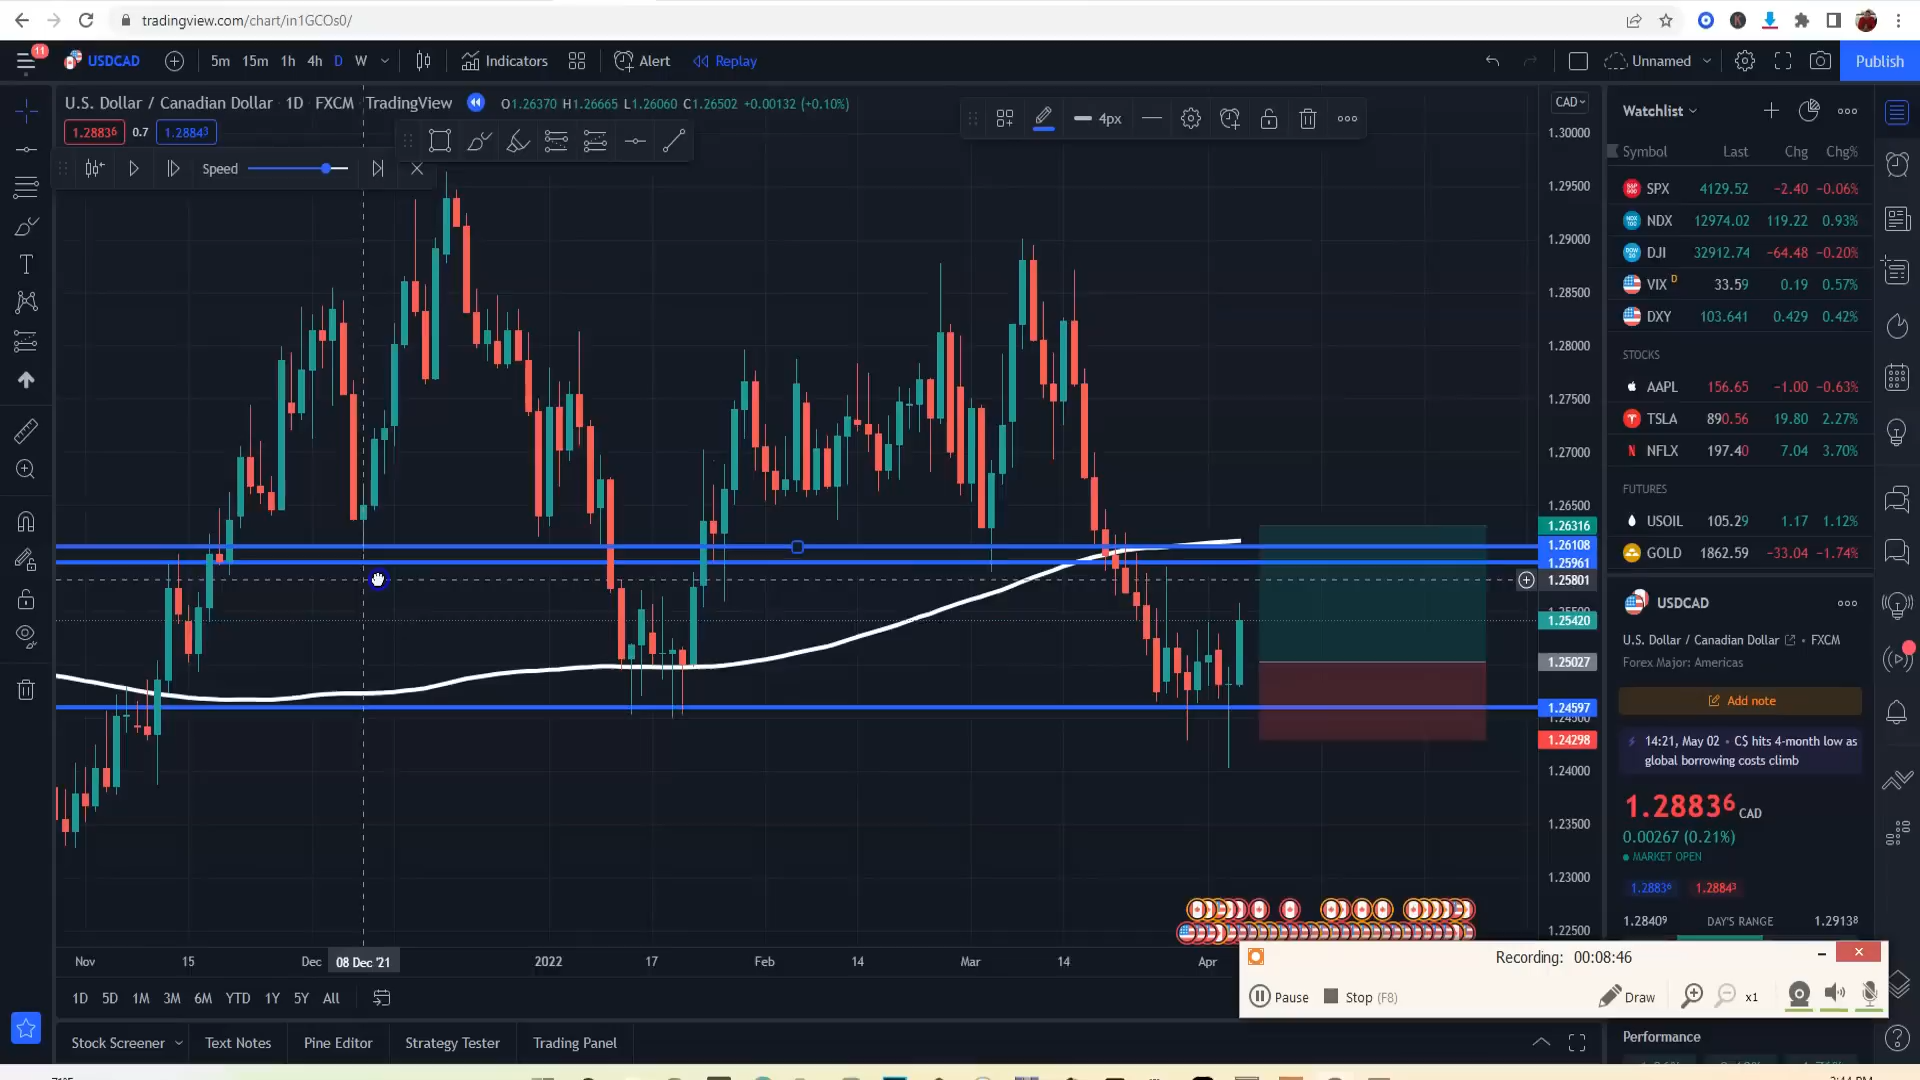 tradingview.com/chart/in1GCOs0/
11
USDCAD 5m 15m 1h 4h D W Indicators Alert Replay Unnamed Publish
U.S. Dollar / Canadian Dollar · 1D · FXCM TradingView O1.26370 H1.26665 L1.26060 C1.26502 +0.00132 (+0.10%)
1.28836 0.7 1.28843
4px
CAD
Speed
1.30000
1.29500
1.29000
1.28500
1.28000
1.27500
1.27000
1.26500
1.26316
1.26108
1.25961
1.25801
1.25500
1.25420
1.25027
1.24597
1.24500
1.24298
1.24000
1.23500
1.23000
1.22500
Nov 15 Dec 08 Dec '21 2022 17 Feb 14 Mar 14 Apr
1D 5D 1M 3M 6M YTD 1Y 5Y All
Stock Screener Text Notes Pine Editor Strategy Tester Trading Panel
Watchlist
Symbol Last Chg Chg%
SPX 4129.52 −2.40 −0.06%
NDX 12974.02 119.22 0.93%
DJI 32912.74 −64.48 −0.20%
VIX D 33.59 0.19 0.57%
DXY 103.641 0.429 0.42%
STOCKS
AAPL 156.65 −1.00 −0.63%
TSLA 890.56 19.80 2.27%
NFLX 197.40 7.04 3.70%
FUTURES
USOIL 105.29 1.17 1.12%
GOLD 1862.59 −33.04 −1.74%
USDCAD
U.S. Dollar / Canadian Dollar · FXCM
Forex Major: Americas
Add note
14:21, May 02 · C$ hits 4-month low as
global borrowing costs climb
1.28836 CAD
0.00267 (0.21%)
MARKET OPEN
1.28836 1.28843
1.28409 DAY'S RANGE 1.29138
Recording: 00:08:46
Pause Stop (F8) Draw x1
Performance